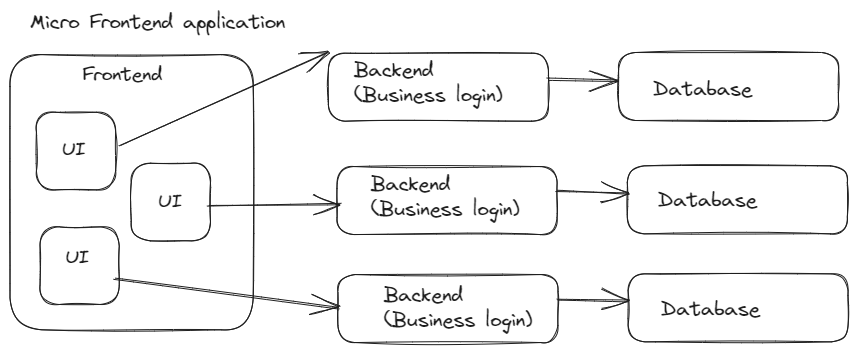 Micro Frontend application
Frontend
UI
UI
UI
Backend
(Business login)
Database
Backend
(Business login)
Database
Backend
(Business login)
Database